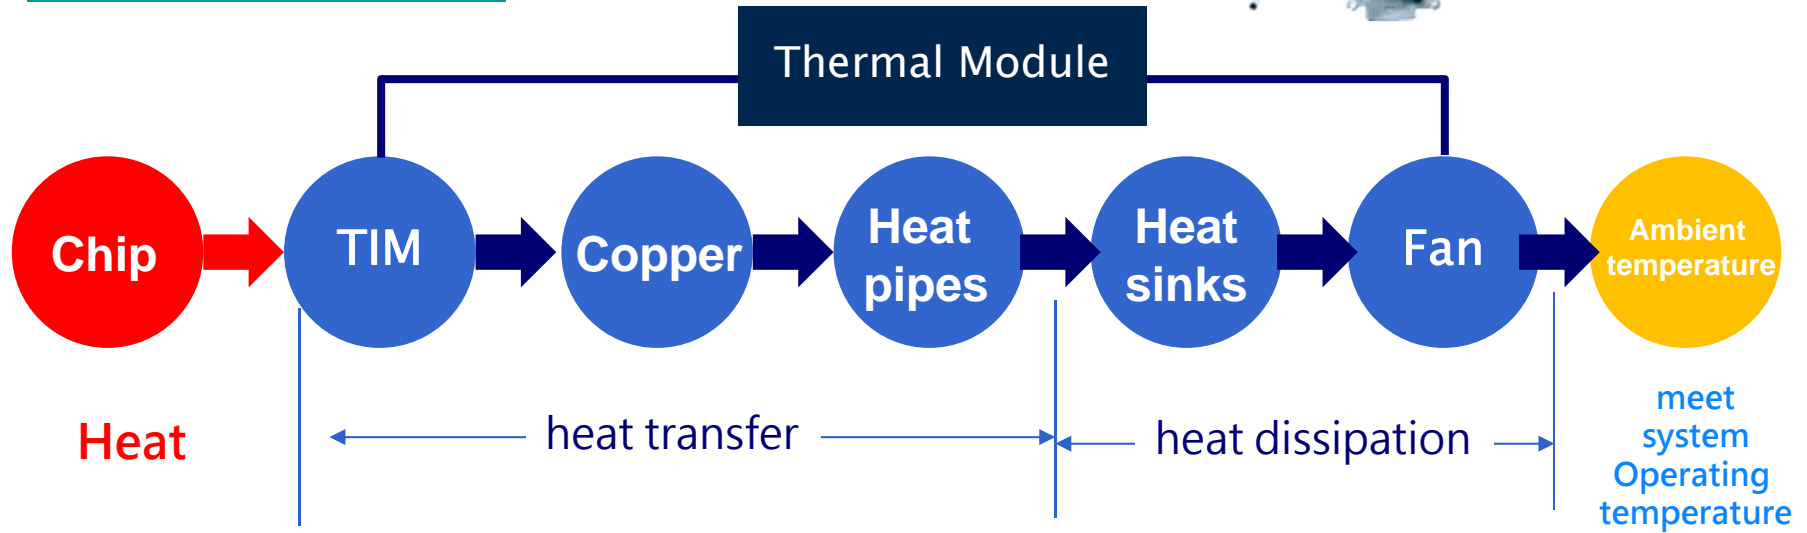 Thermal Module
Chip
TIM
Copper
Heat
pipes
Heat
sinks
Fan
Ambient
temperature
Heat
heat transfer
heat dissipation
meet
system
Operating
temperature